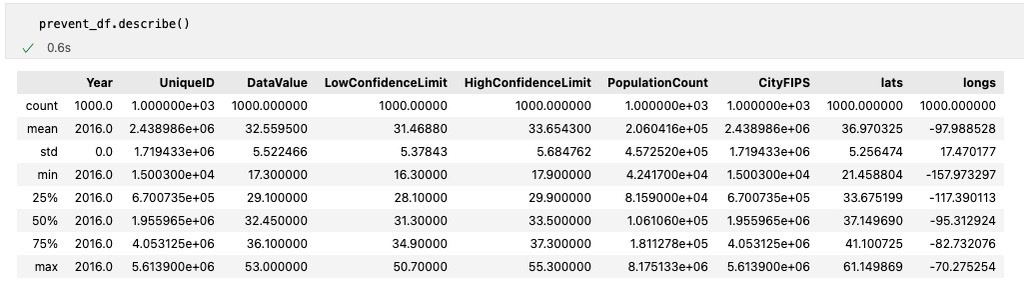 prevent_df.describe()
✓ 0.6s
Year UniqueID DataValue LowConfidenceLimit HighConfidenceLimit PopulationCount CityFIPS lats longs
count 1000.0 1.000000e+03 1000.000000 1000.00000 1000.000000 1.000000e+03 1.000000e+03 1000.000000 1000.000000
mean 2016.0 2.438986e+06 32.559500 31.46880 33.654300 2.060416e+05 2.438986e+06 36.970325 -97.988528
std 0.0 1.719433e+06 5.522466 5.37843 5.684762 4.572520e+05 1.719433e+06 5.256474 17.470177
min 2016.0 1.500300e+04 17.300000 16.30000 17.900000 4.241700e+04 1.500300e+04 21.458804 -157.973297
25% 2016.0 6.700735e+05 29.100000 28.10000 29.900000 8.159000e+04 6.700735e+05 33.675199 -117.390113
50% 2016.0 1.955965e+06 32.450000 31.30000 33.500000 1.061060e+05 1.955965e+06 37.149690 -95.312924
75% 2016.0 4.053125e+06 36.100000 34.90000 37.300000 1.811278e+05 4.053125e+06 41.100725 -82.732076
max 2016.0 5.613900e+06 53.000000 50.70000 55.300000 8.175133e+06 5.613900e+06 61.149869 -70.275254